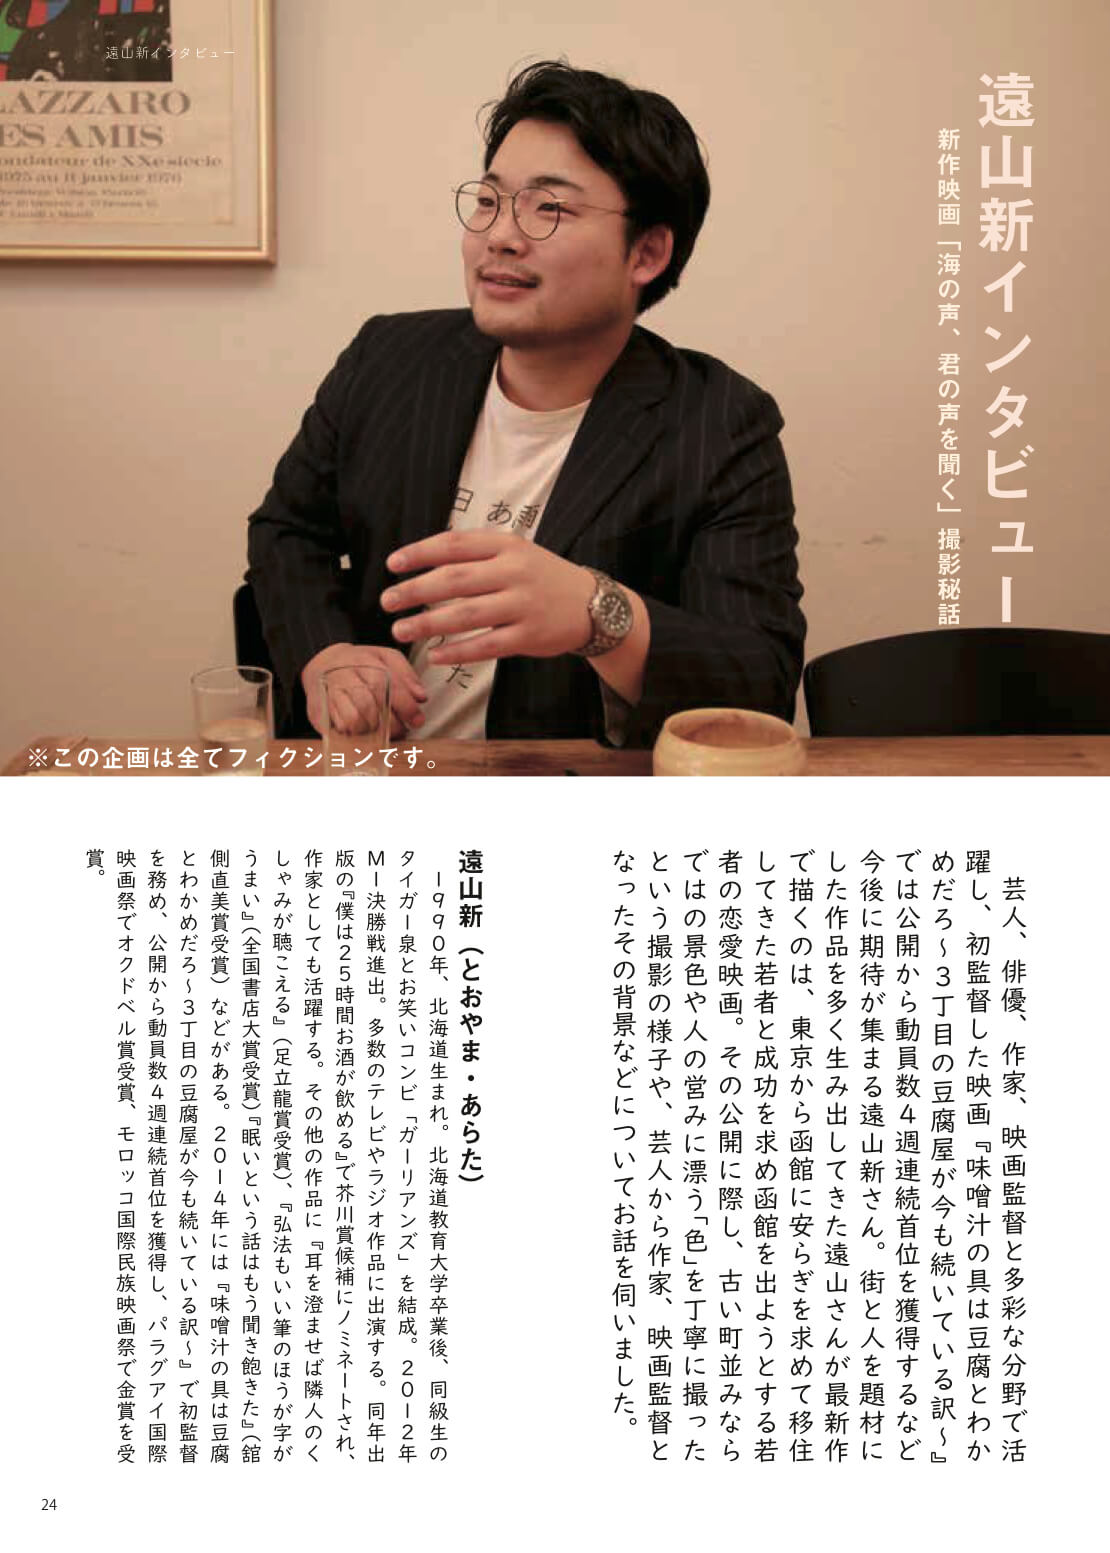 遠山新インタビュー
LAZZARO
ES AMIS
ondateur de XXe siecle
遠山新インタビュー
新作映画「海の声、君の声を聞く」撮影秘話
※この企画は全てフィクションです。
芸人、俳優、作家、映画監督と多彩な分野で活
躍し、初監督した映画『味噌汁の具は豆腐とわか
めだろ～３丁目の豆腐屋が今も続いている訳～』
では公開から動員数４週連続首位を獲得するなど
今後に期待が集まる遠山新さん。街と人を題材に
した作品を多く生み出してきた遠山さんが最新作
で描くのは、東京から函館に安らぎを求めて移住
してきた若者と成功を求め函館を出ようとする若
者の恋愛映画。その公開に際し、古い町並みなら
ではの景色や人の営みに漂う「色」を丁寧に撮った
という撮影の様子や、芸人から作家、映画監督と
なったその背景などについてお話を伺いました。
遠山新（とおやま・あらた）
１９９０年、北海道生まれ。北海道教育大学卒業後、同級生の
タイガー泉とお笑いコンビ「ガーリアンズ」を結成。２０１２年
Ｍ１決勝戦進出。多数のテレビやラジオ作品に出演する。同年出
版の『僕は２５時間お酒が飲める』で芥川賞候補にノミネートされ、
作家としても活躍する。その他の作品に『耳を澄ませば隣人のく
しゃみが聴こえる』（足立龍賞受賞）、『弘法もいい筆のほうが字が
うまい』（全国書店大賞受賞）『眠いという話はもう聞き飽きた』（舘
側直美賞受賞）などがある。２０１４年には『味噌汁の具は豆腐
とわかめだろ～３丁目の豆腐屋が今も続いている訳～』で初監督
を務め、公開から動員数４週連続首位を獲得し、パラグアイ国際
映画祭でオクドベル賞受賞、モロッコ国際民族映画祭で金賞を受
賞。
24